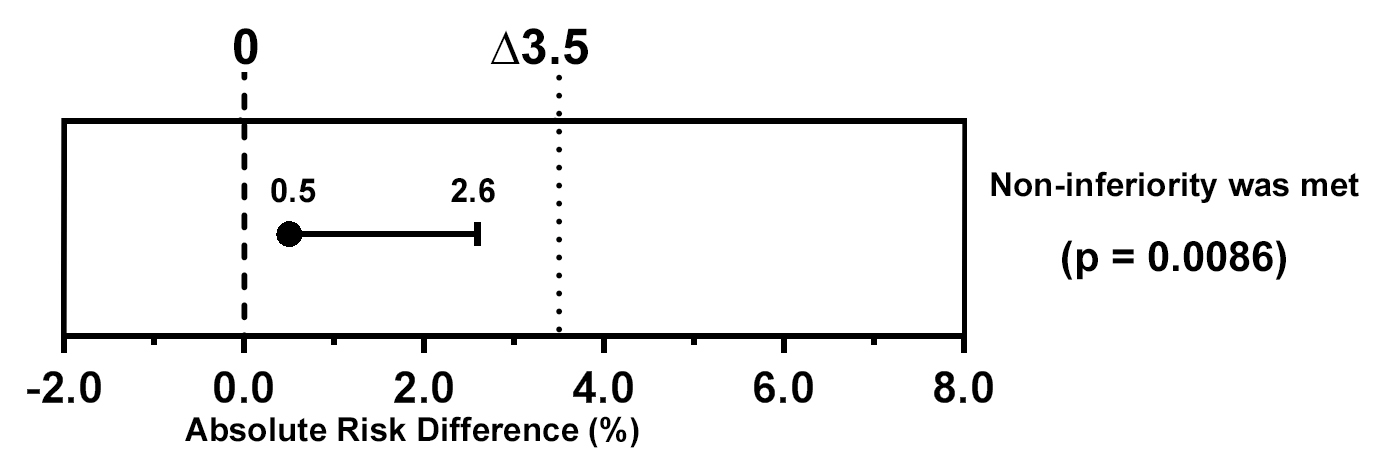 0 Δ3.5
0.5 2.6
Non-inferiority was met
(p = 0.0086)
-2.0 0.0 2.0 4.0 6.0 8.0
Absolute Risk Difference (%)